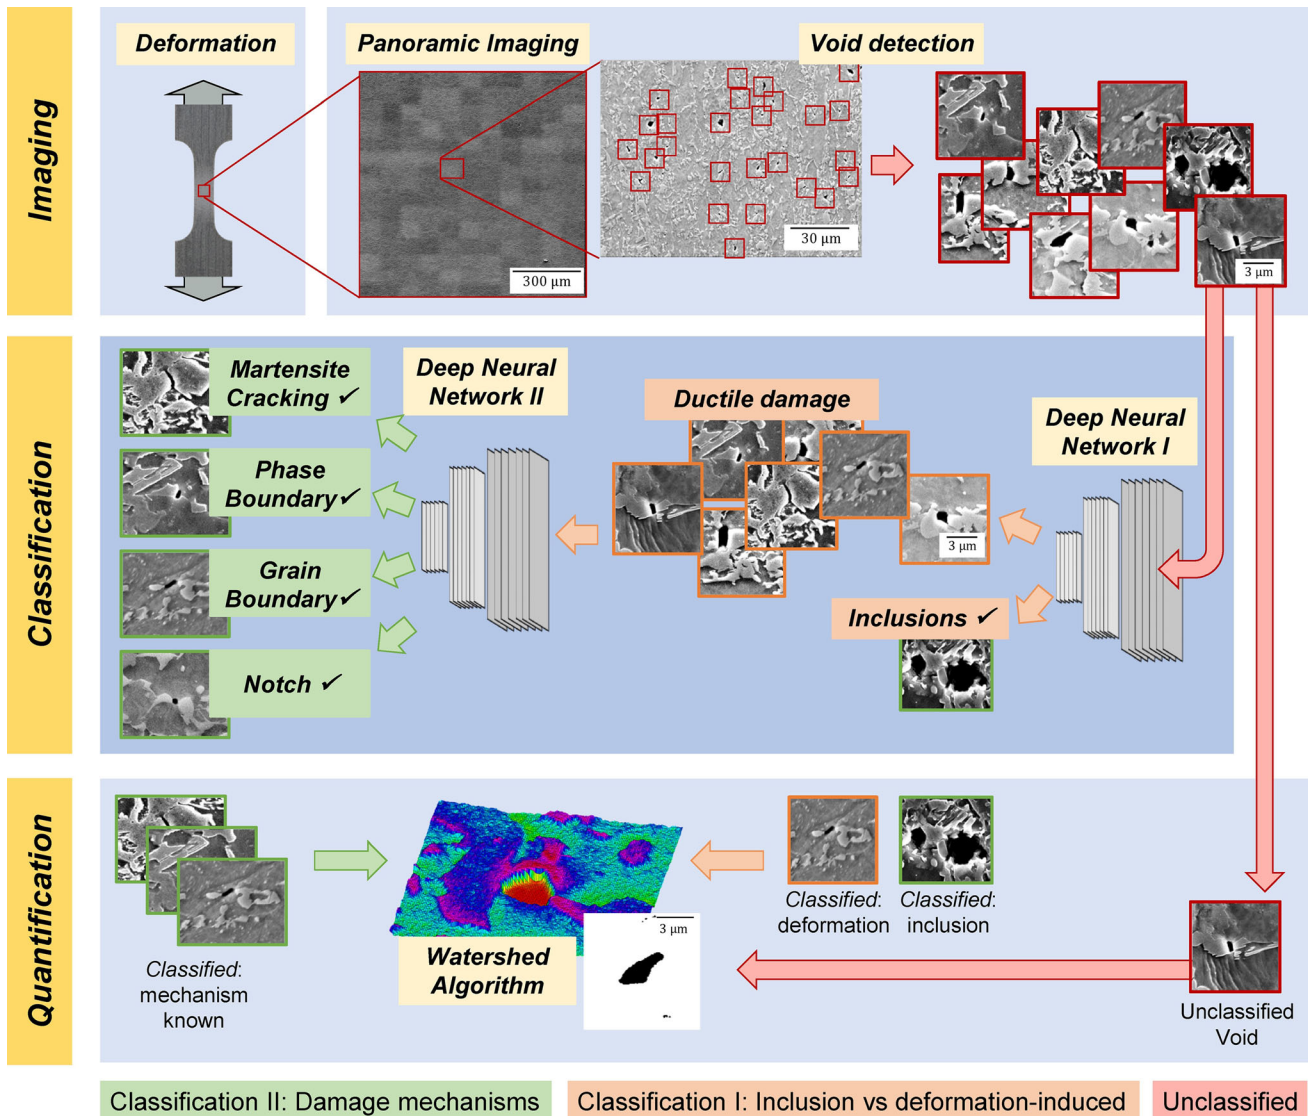 Imaging
Deformation
Panoramic Imaging
Void detection
300 μm
30 μm
3 μm
Classification
Martensite
Cracking ✓
Phase
Boundary ✓
Grain
Boundary ✓
Notch ✓
Deep Neural
Network II
Ductile damage
3 μm
Inclusions ✓
Deep Neural
Network I
Quantification
Classified:
mechanism
known
Watershed
Algorithm
3 μm
Classified:
deformation
Classified:
inclusion
Unclassified
Void
Classification II: Damage mechanisms
Classification I: Inclusion vs deformation-induced
Unclassified